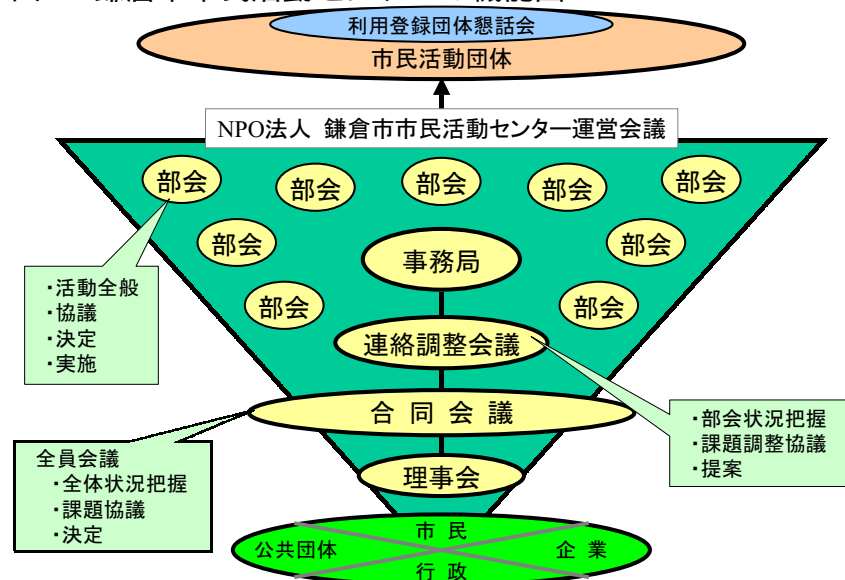 利用登録団体懇話会
市民活動団体
NPO法人 鎌倉市市民活動センター運営会議
部会
部会
部会
部会
部会
部会
部会
事務局
部会
部会
・活動全般
・協議
・決定
・実施
連絡調整会議
合 同 会 議
・部会状況把握
・課題調整協議
・提案
全員会議
・全体状況把握
・課題協議
・決定
理事会
市 民
公共団体
企 業
行 政